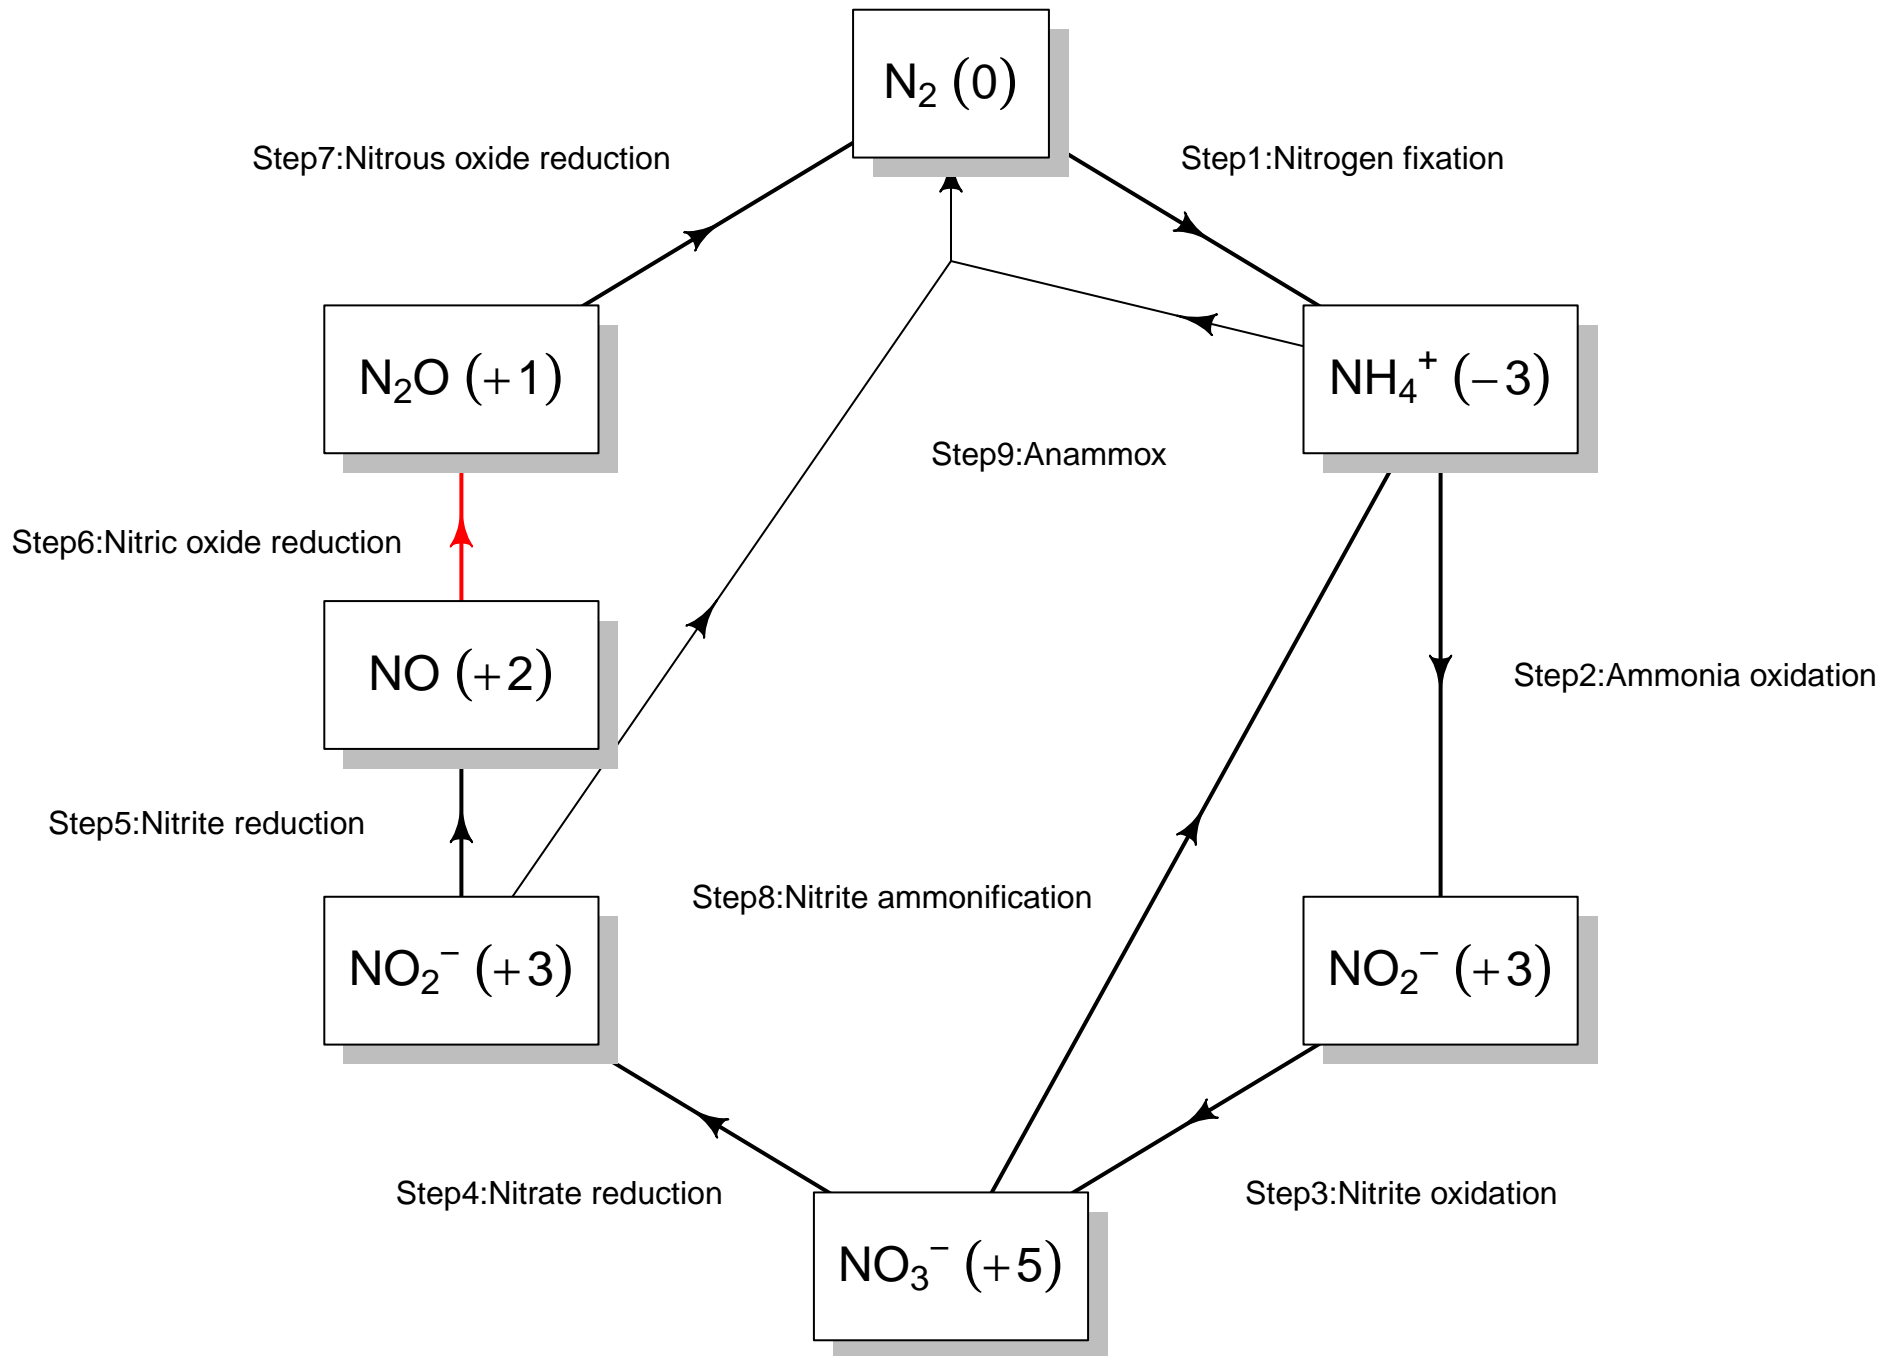 N₂ (0)
Step7:Nitrous oxide reduction
Step1:Nitrogen fixation
N₂O (+1)
NH₄⁺ (−3)
Step9:Anammox
Step6:Nitric oxide reduction
NO (+2)
Step2:Ammonia oxidation
Step5:Nitrite reduction
Step8:Nitrite ammonification
NO₂⁻ (+3)
NO₂⁻ (+3)
Step4:Nitrate reduction
Step3:Nitrite oxidation
NO₃⁻ (+5)